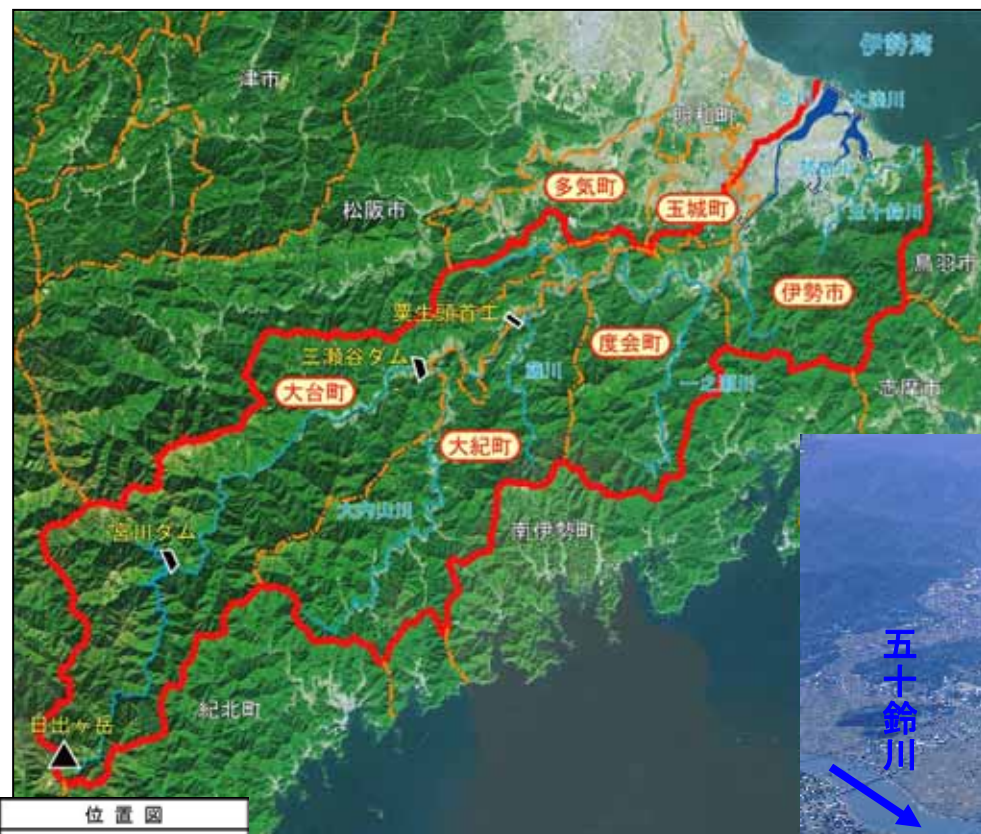 伊勢湾
津市
大湊川
明和町
多気町
松阪市
玉城町
五十鈴川
鳥羽市
伊勢市
粟生頭首工
度会町
三瀬谷ダム
藤川
一之瀬川
志摩市
大台町
大紀町
大内山川
宮川ダム
南伊勢町
五十鈴川
紀北町
日出ヶ岳
位置図